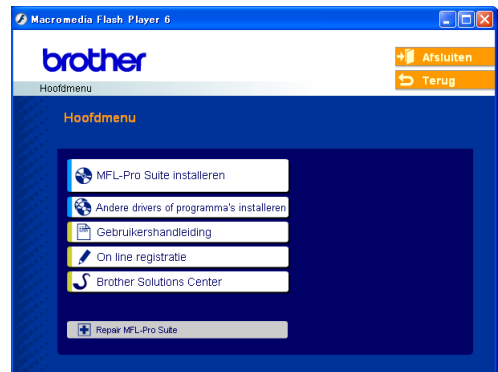 Macromedia Flash Player 6
brother
Afsluiten
Hoofdmenu
Terug
Hoofdmenu
MFL-Pro Suite installeren
Andere drivers of programma's installeren
Gebruikershandleiding
On line registratie
Brother Solutions Center
Repair MFL-Pro Suite